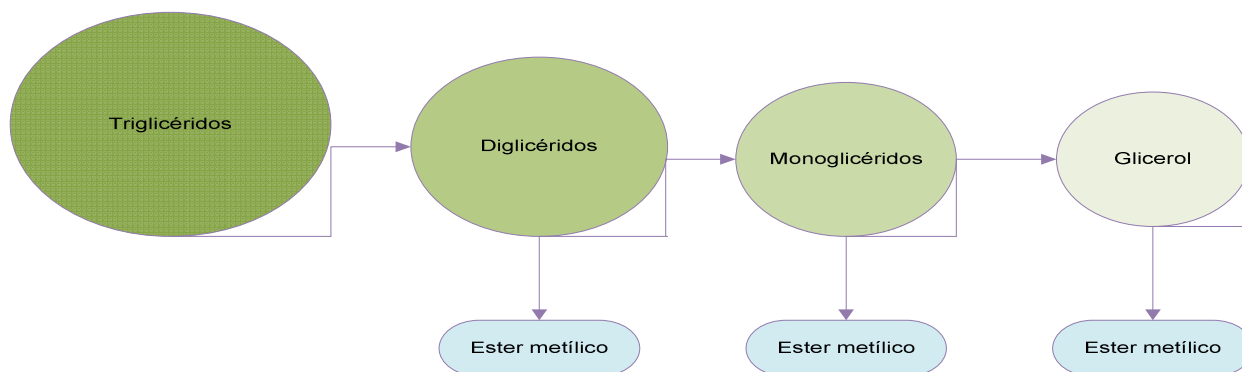 Triglicéridos
Diglicéridos
Monoglicéridos
Glicerol
Ester metílico
Ester metílico
Ester metílico